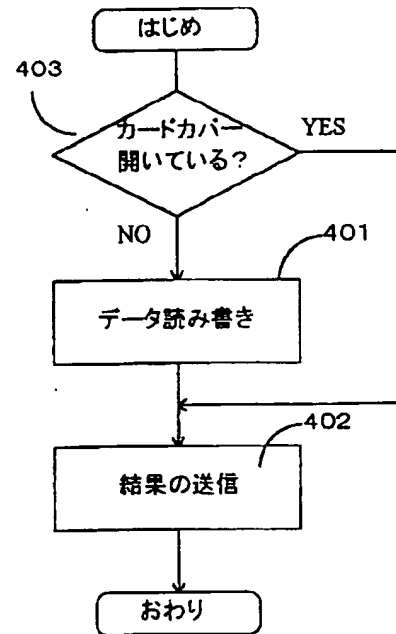 はじめ
403
カードカバー
開いている?
YES
NO
401
データ読み書き
402
結果の送信
おわり